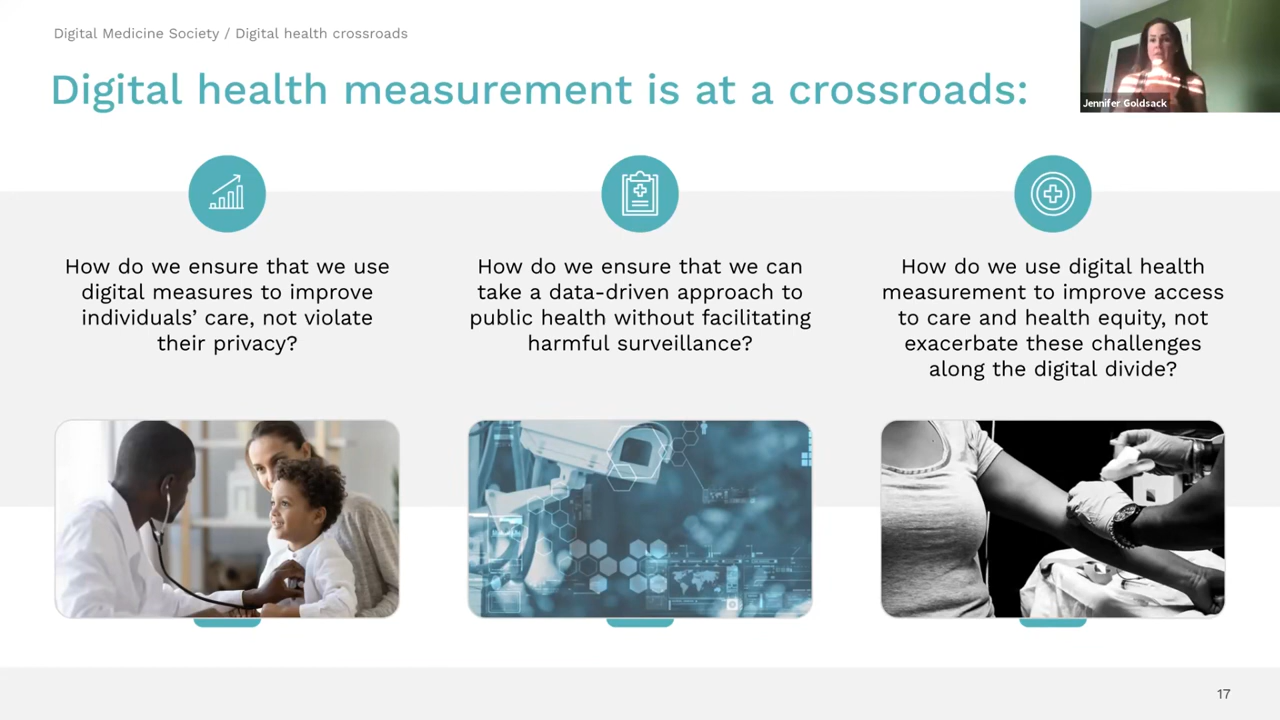 Digital Medicine Society / Digital health crossroads
Digital health measurement is at a crossroads:
Jennifer Goldsack
How do we ensure that we use
digital measures to improve
individuals’ care, not violate
their privacy?
How do we ensure that we can
take a data-driven approach to
public health without facilitating
harmful surveillance?
How do we use digital health
measurement to improve access
to care and health equity, not
exacerbate these challenges
along the digital divide?
17